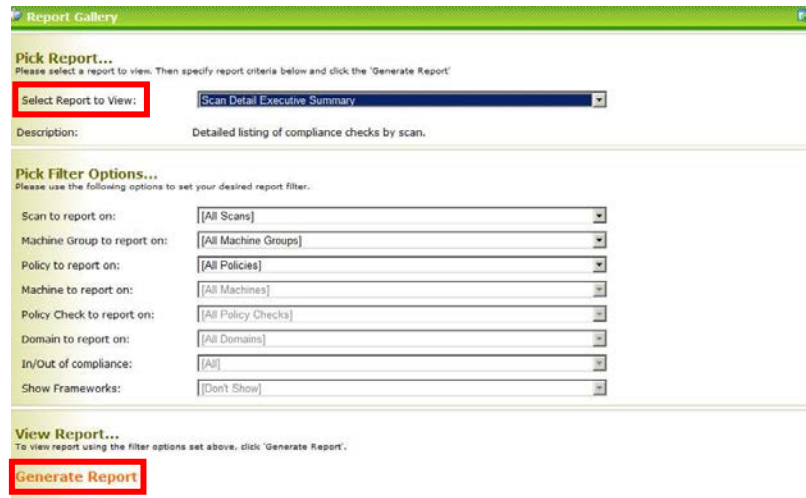 Report Gallery
Pick Report...
Please select a report to view. Then specify report criteria below and click the 'Generate Report'
Select Report to View: Scan Detail Executive Summary
Description: Detailed listing of compliance checks by scan.
Pick Filter Options...
Please use the following options to set your desired report filter.
Scan to report on: [All Scans]
Machine Group to report on: [All Machine Groups]
Policy to report on: [All Policies]
Machine to report on: [All Machines]
Policy Check to report on: [All Policy Checks]
Domain to report on: [All Domains]
In/Out of compliance: [All]
Show Frameworks: [Don't Show]
View Report...
To view report using the filter options set above, click 'Generate Report'.
Generate Report